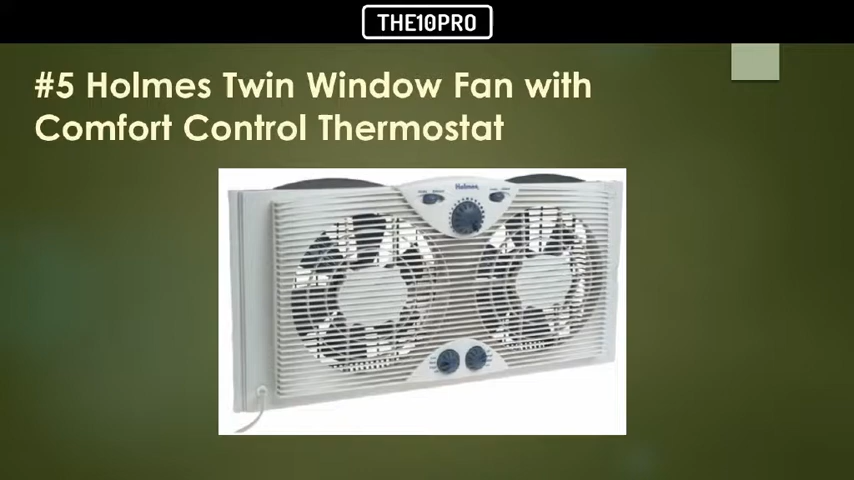 THE10PRO
#5 Holmes Twin Window Fan with
Comfort Control Thermostat
Holmes